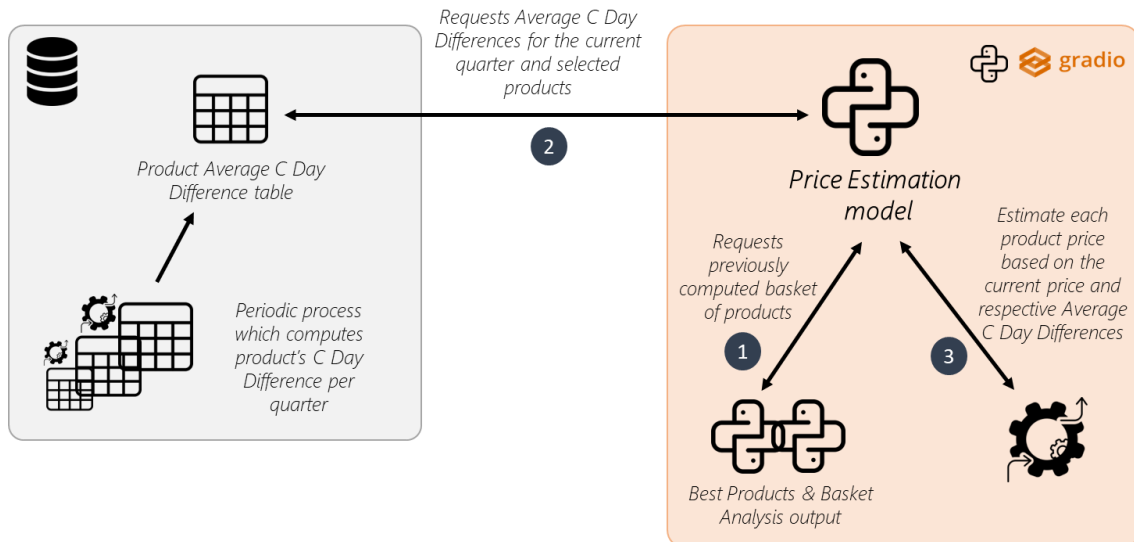 Requests Average C Day
Differences for the current
quarter and selected
products
2
gradio
Product Average C Day
Difference table
Periodic process
which computes
product's C Day
Difference per
quarter
Price Estimation
model
Requests
previously
computed basket
of products
1
Estimate each
product price
based on the
current price and
respective Average
C Day Differences
3
Best Products & Basket
Analysis output